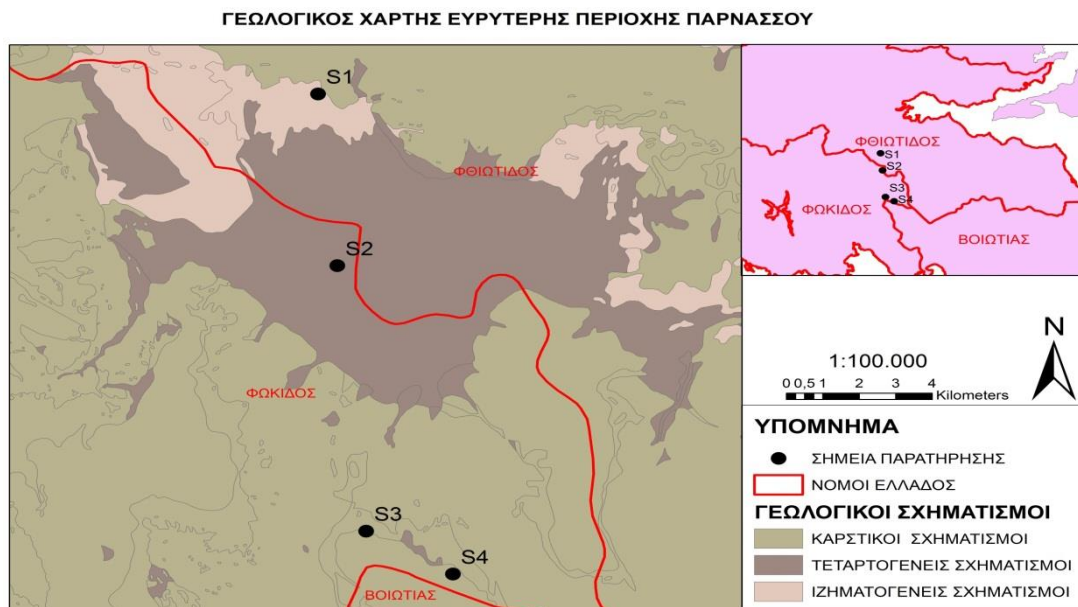 ΓΕΩΛΟΓΙΚΟΣ ΧΑΡΤΗΣ ΕΥΡΥΤΕΡΗΣ ΠΕΡΙΟΧΗΣ ΠΑΡΝΑΣΣΟΥ
S1
ΦΘΙΩΤΙΔΟΣ
S2
ΦΩΚΙΔΟΣ
S3
S4
ΒΟΙΩΤΙΑΣ
ΦΘΙΩΤΙΔΟΣ
S1
S2
S3
S4
ΦΩΚΙΔΟΣ
ΒΟΙΩΤΙΑΣ
N
1:100.000
0 0,5 1 2 3 4
Kilometers
ΥΠΟΜΝΗΜΑ
ΣΗΜΕΙΑ ΠΑΡΑΤΗΡΗΣΗΣ
ΝΟΜΟΙ ΕΛΛΑΔΟΣ
ΓΕΩΛΟΓΙΚΟΙ ΣΧΗΜΑΤΙΣΜΟΙ
ΚΑΡΣΤΙΚΟΙ ΣΧΗΜΑΤΙΣΜΟΙ
ΤΕΤΑΡΤΟΓΕΝΕΙΣ ΣΧΗΜΑΤΙΣΜΟΙ
ΙΖΗΜΑΤΟΓΕΝΕΙΣ ΣΧΗΜΑΤΙΣΜΟΙ